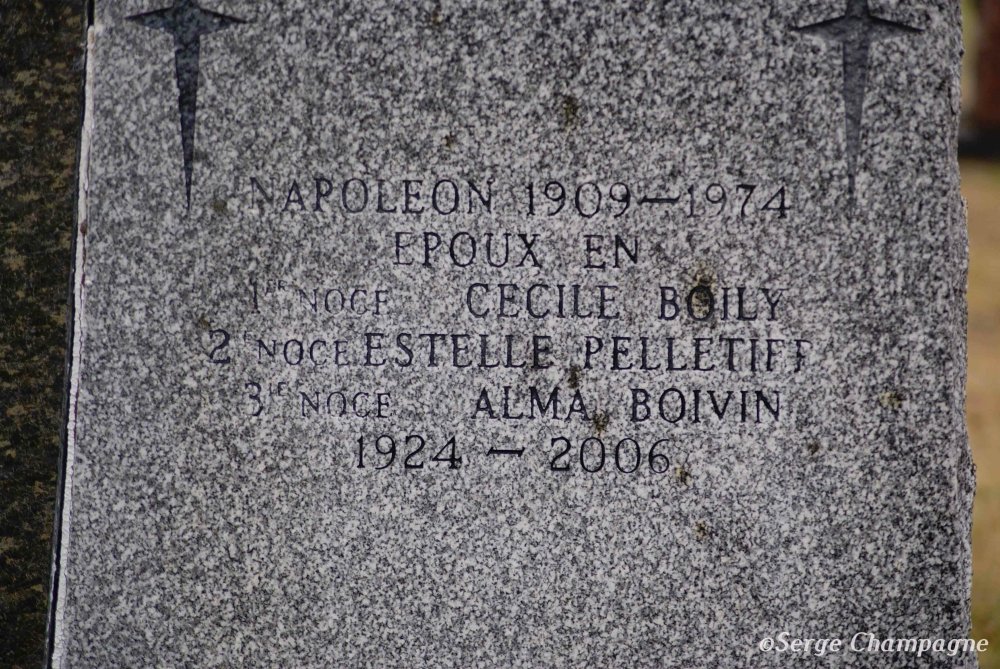 NAPOLEON 1909—1974
EPOUX EN
1re NOCE CECILE BOILY
2e NOCE ESTELLE PELLETIER
3e NOCE ALMA BOIVIN
1924 — 2006
©Serge Champagne